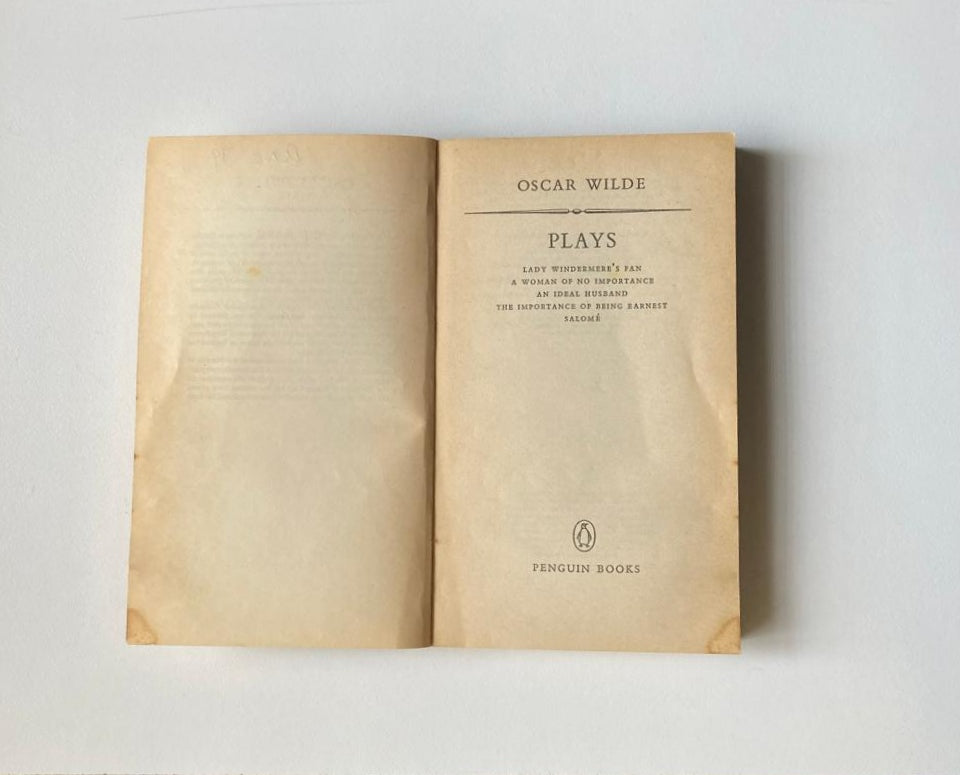 OSCAR WILDE
PLAYS
LADY WINDERMERE'S FAN
A WOMAN OF NO IMPORTANCE
AN IDEAL HUSBAND
THE IMPORTANCE OF BEING EARNEST
SALOMÉ
PENGUIN BOOKS